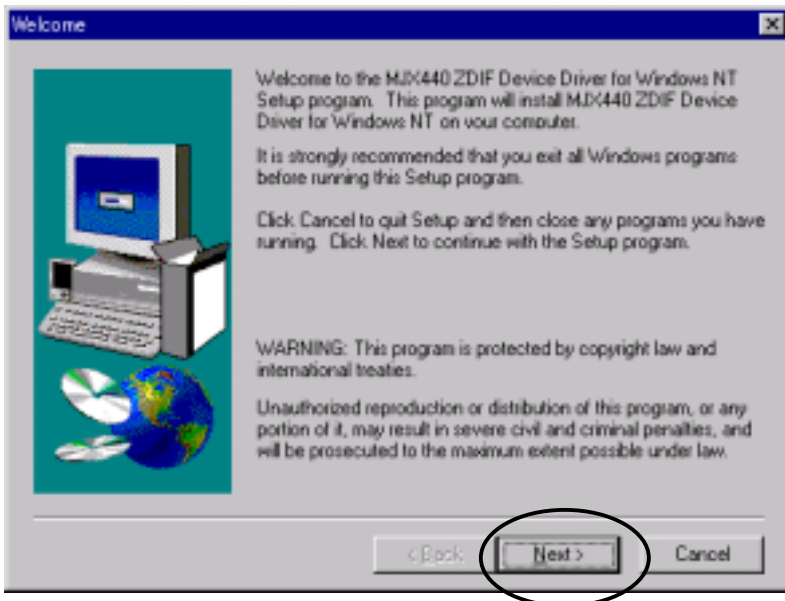 Welcome
Welcome to the MJX440 ZDIF Device Driver for Windows NT
Setup program. This program will install MJX440 ZDIF Device
Driver for Windows NT on your computer.
It is strongly recommended that you exit all Windows programs
before running this Setup program.
Click Cancel to quit Setup and then close any programs you have
running. Click Next to continue with the Setup program.
WARNING: This program is protected by copyright law and
international treaties.
Unauthorized reproduction or distribution of this program, or any
portion of it, may result in severe civil and criminal penalties, and
will be prosecuted to the maximum extent possible under law.
< Back
Next >
Cancel